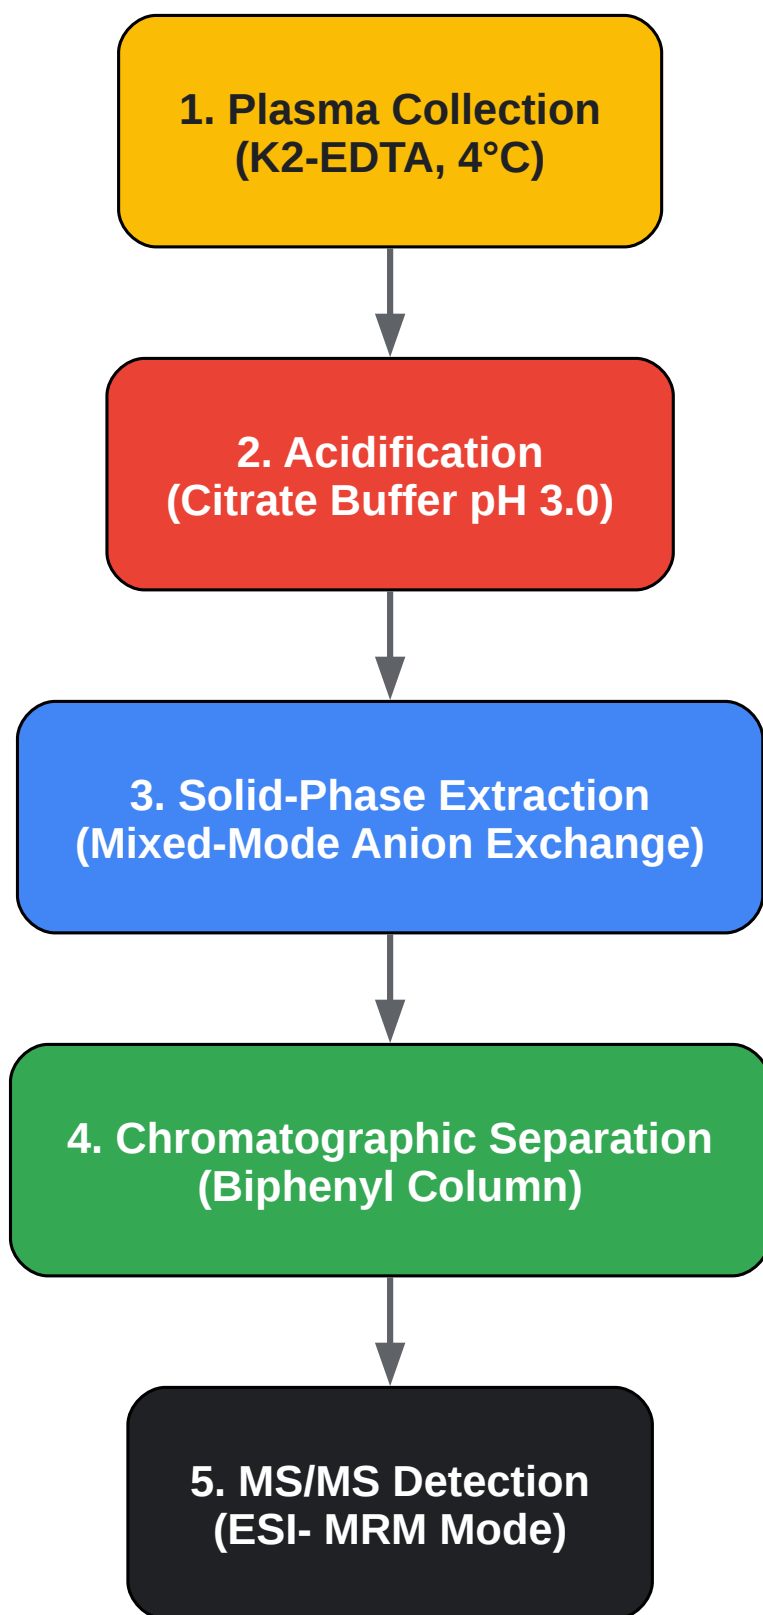 1. Plasma Collection
(K2-EDTA, 4°C)
2. Acidification
(Citrate Buffer pH 3.0)
3. Solid-Phase Extraction
(Mixed-Mode Anion Exchange)
4. Chromatographic Separation
(Biphenyl Column)
5. MS/MS Detection
(ESI- MRM Mode)